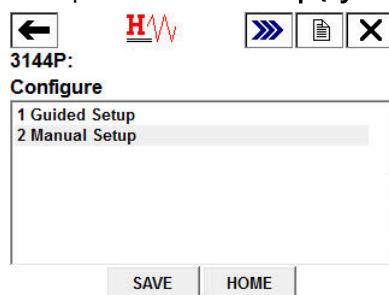 H
3144P:
Configure
1 Guided Setup
2 Manual Setup
SAVE
HOME